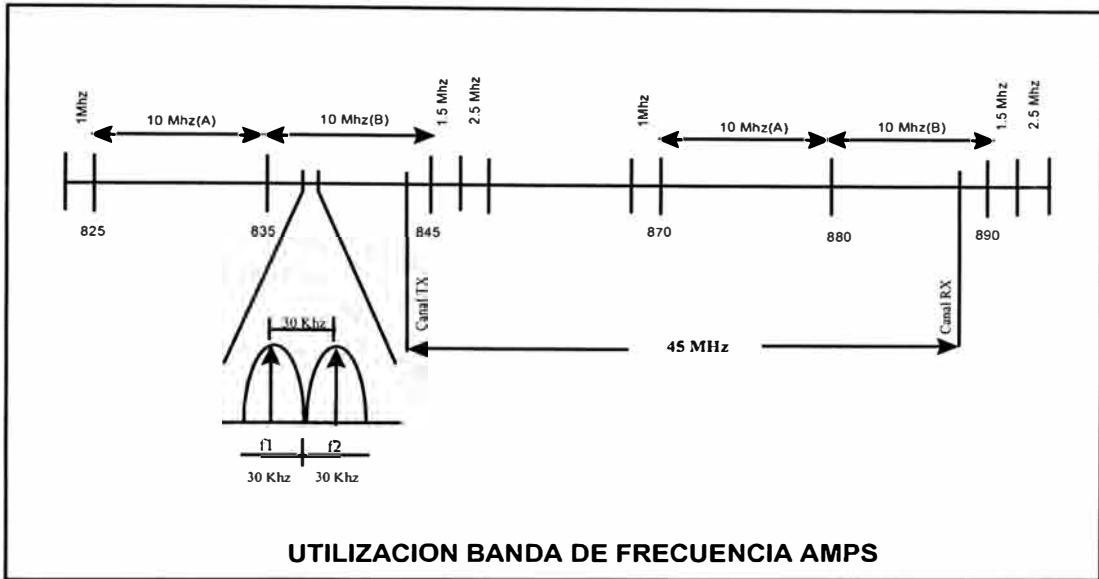 1Mhz
10 Mhz(A)
10 Mhz(B)
1.5 Mhz
2.5 Mhz
1Mhz
10 Mhz(A)
10 Mhz(B)
1.5 Mhz
2.5 Mhz
825
835
845
870
880
890
Canal TX
Canal RX
30 Khz
45 MHz
f1
f2
30 Khz
30 Khz
UTILIZACION BANDA DE FRECUENCIA AMPS